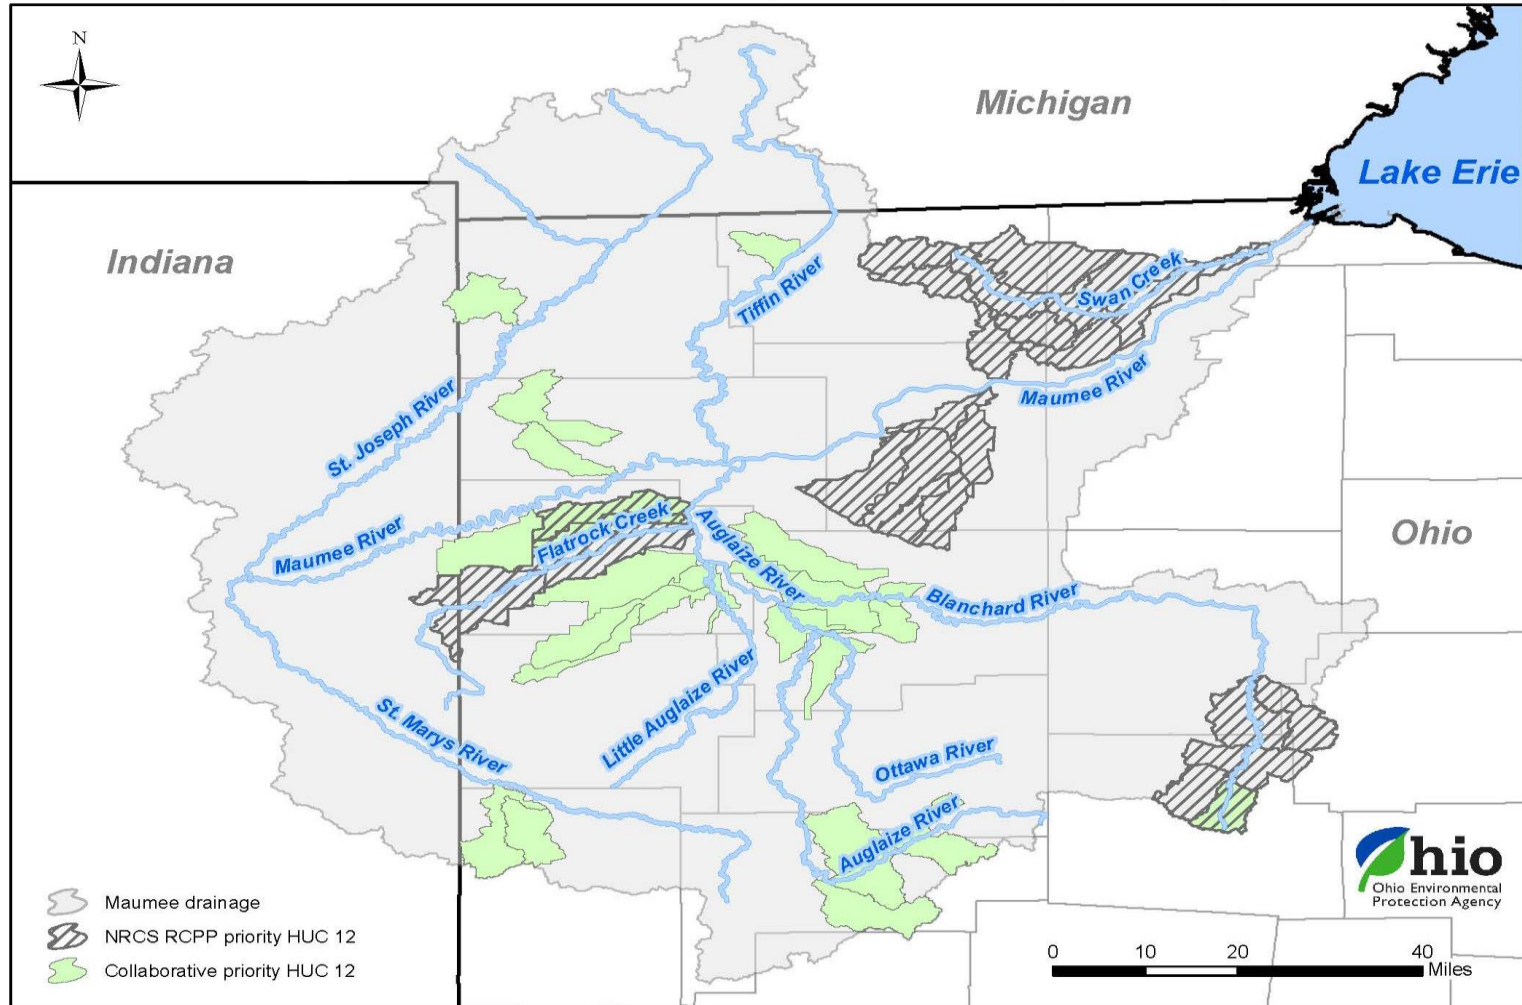 N
Michigan
Lake Erie
Indiana
Swan Creek
Tiffin River
Maumee River
St. Joseph River
Maumee River
Flatrock Creek
Auglaize River
Ohio
Blanchard River
Little Auglaize River
St. Marys River
Ottawa River
Auglaize River
Maumee drainage
NRCS RCPP priority HUC 12
Collaborative priority HUC 12
Ohio
Ohio Environmental
Protection Agency
0 10 20 40
Miles